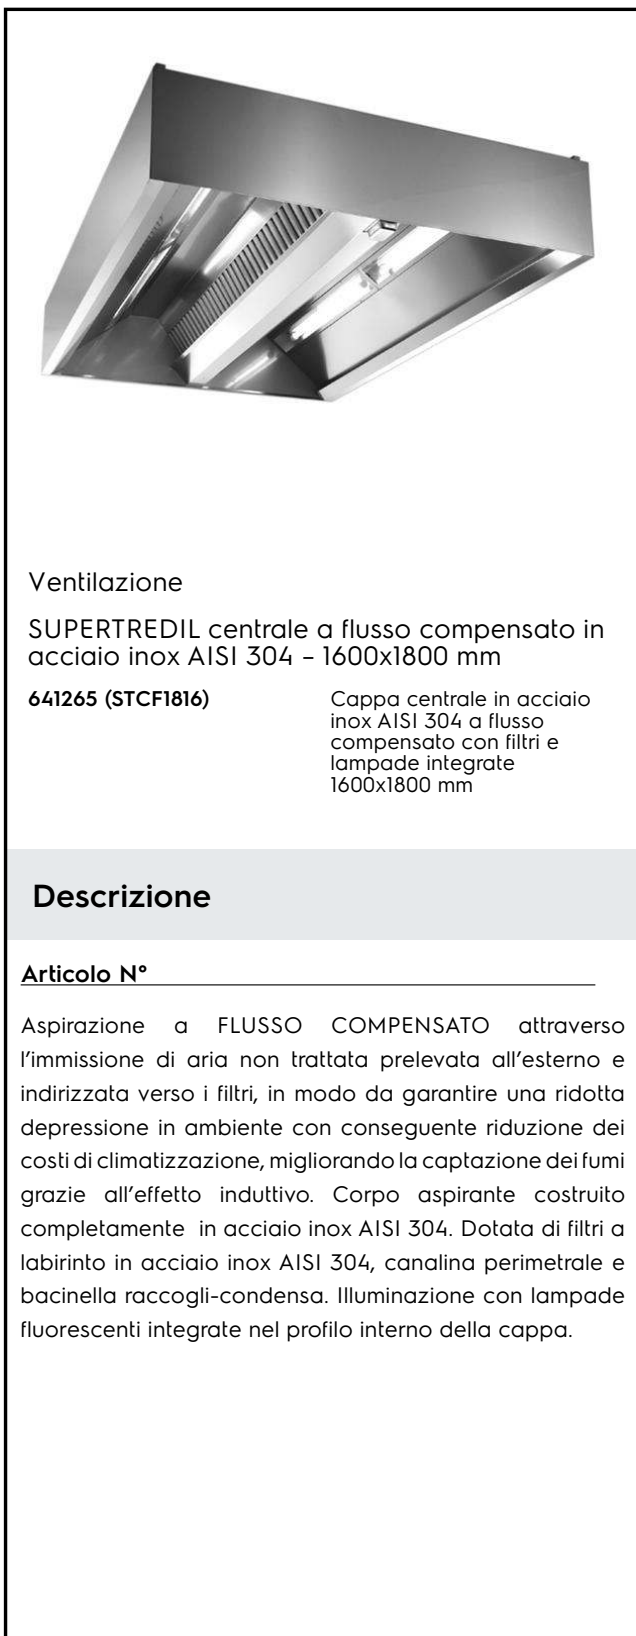 Ventilazione
SUPERTREDIL centrale a flusso compensato in
acciaio inox AISI 304 – 1600x1800 mm
641265 (STCF1816)
Cappa centrale in acciaio
inox AISI 304 a flusso
compensato con filtri e
lampade integrate
1600x1800 mm
Descrizione
Articolo N°
Aspirazione a FLUSSO COMPENSATO attraverso
l'immissione di aria non trattata prelevata all'esterno e
indirizzata verso i filtri, in modo da garantire una ridotta
depressione in ambiente con conseguente riduzione dei
costi di climatizzazione, migliorando la captazione dei fumi
grazie all'effetto induttivo. Corpo aspirante costruito
completamente in acciaio inox AISI 304. Dotata di filtri a
labirinto in acciaio inox AISI 304, canalina perimetrale e
bacinella raccogli-condensa. Illuminazione con lampade
fluorescenti integrate nel profilo interno della cappa.